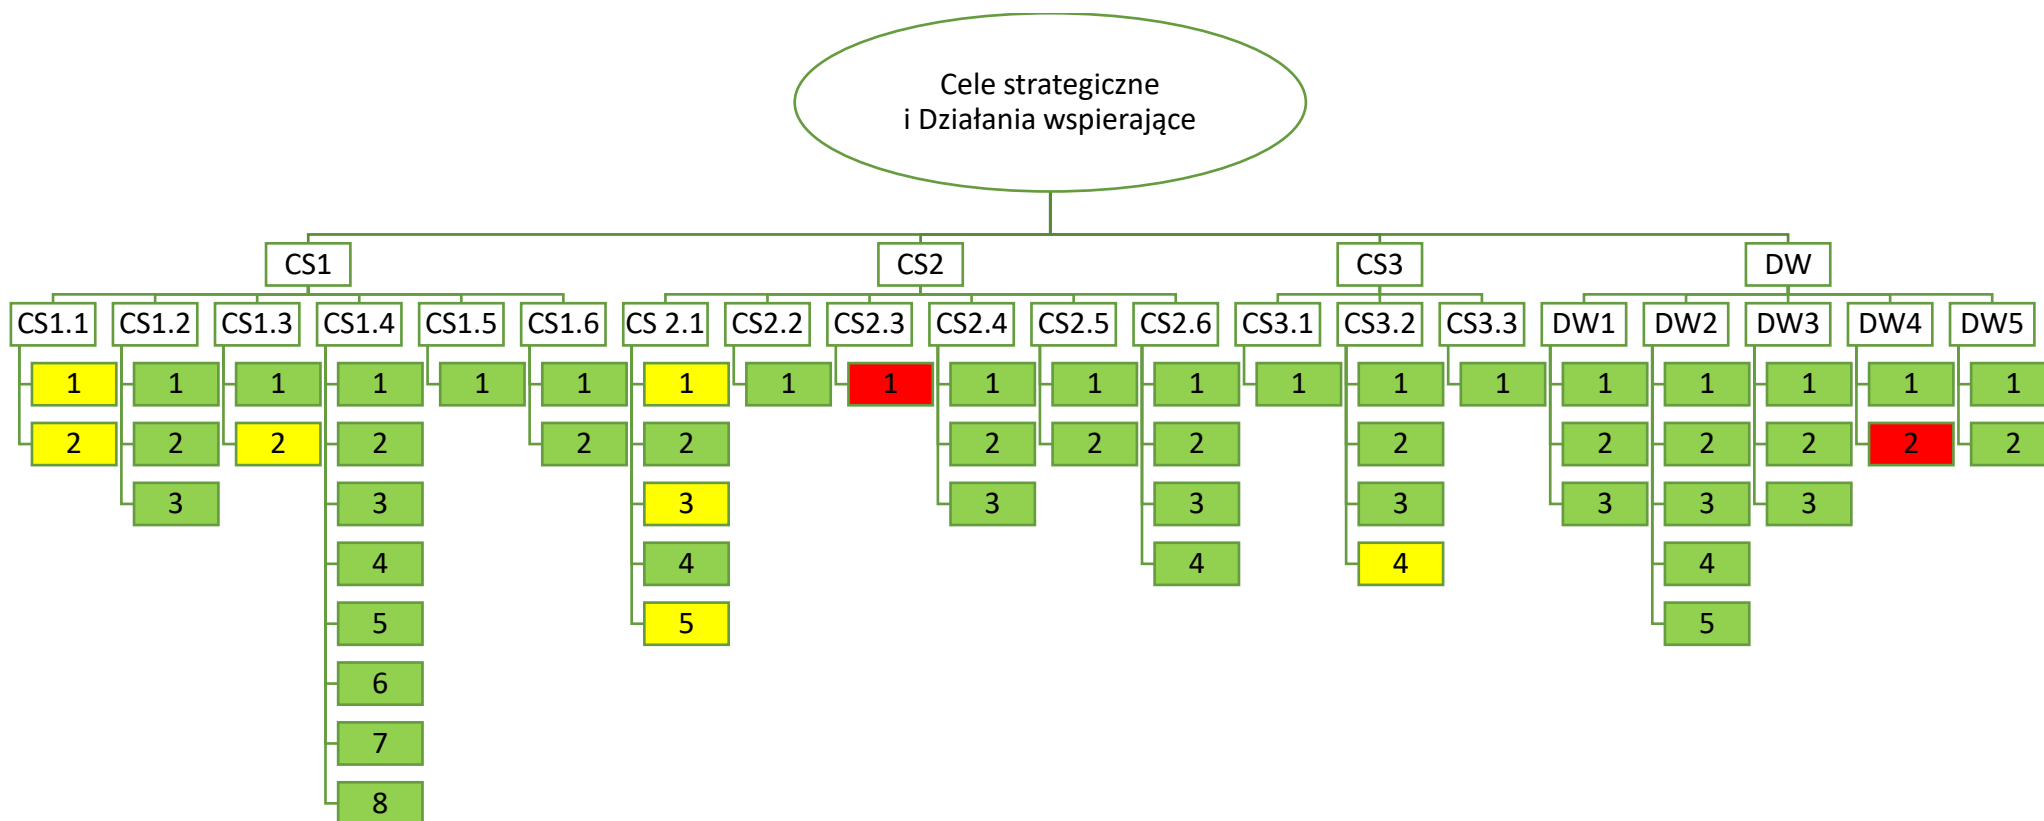 Cele strategiczne
i Działania wspierające
CS1 CS2 CS3 DW
CS1.1 CS1.2 CS1.3 CS1.4 CS1.5 CS1.6 CS 2.1 CS2.2 CS2.3 CS2.4 CS2.5 CS2.6 CS3.1 CS3.2 CS3.3 DW1 DW2 DW3 DW4 DW5
1 1 1 1 1 1 1 1 1 1 1 1 1 1 1 1 1 1 1 1
2 2 2 2 2 2 2 2 2 2 2 2 2 2 2
3 3 3 3 3 3 3 3 3
4 4 4 4 4
5 5 5
6
7
8